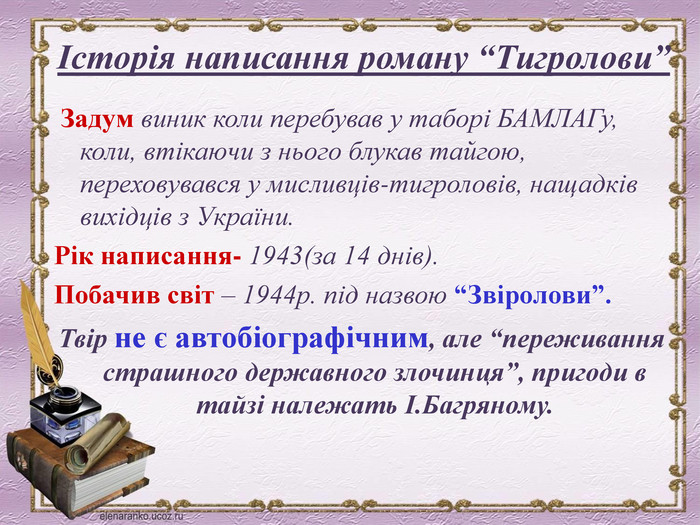 Історія написання роману “Тигролови”
Задум виник коли перебував у таборі БАМЛАГу,
коли, втікаючи з нього блукав тайгою,
переховувався у мисливців-тигроловів, нащадків
вихідців з України.
Рік написання- 1943(за 14 днів).
Побачив світ – 1944р. під назвою “Звіролови”.
Твір не є автобіографічним, але “переживання
страшного державного злочинця”, пригоди в
тайзі належать І.Багряному.
elenaranko.ucoz.ru